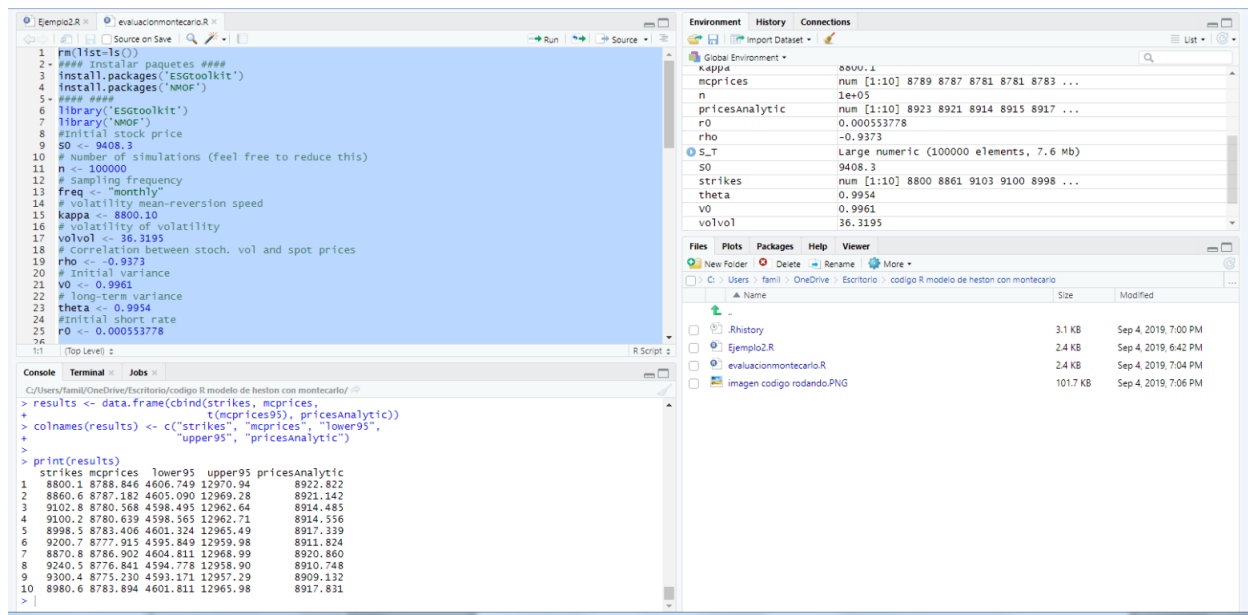 Ejemplo2.R
evaluacionmontecarlo.R
Source on Save
Run
Source
1 rm(list=ls())
2 #### Instalar paquetes ####
3 install.packages('ESGtoolkit')
4 install.packages('NMOF')
5 #### ####
6 library('ESGtoolkit')
7 library('NMOF')
8 #Initial stock price
9 S0 <- 9408.3
10 # Number of simulations (feel free to reduce this)
11 n <- 100000
12 # Sampling frequency
13 freq <- "monthly"
14 # volatility mean-reversion speed
15 kappa <- 8800.10
16 # volatility of volatility
17 volvol <- 36.3195
18 # Correlation between stoch. vol and spot prices
19 rho <- -0.9373
20 # Initial variance
21 V0 <- 0.9961
22 # long-term variance
23 theta <- 0.9954
24 #Initial short rate
25 r0 <- 0.000553778
26
1:1 (Top Level) R Script
Console Terminal Jobs
C:/Users/famil/OneDrive/Escritorio/codigo R modelo de heston con montecarlo/
> results <- data.frame(cbind(strikes, mcprices,
+ t(mcprices95), pricesAnalytic))
> colnames(results) <- c("strikes", "mcprices", "lower95",
+ "upper95", "pricesAnalytic")
>
> print(results)
strikes mcprices lower95 upper95 pricesAnalytic
1 8800.1 8788.846 4606.749 12970.94 8922.822
2 8860.6 8787.182 4605.090 12969.28 8921.142
3 9102.8 8780.568 4598.495 12962.64 8914.485
4 9100.2 8780.639 4598.565 12962.71 8914.556
5 8998.5 8783.406 4601.324 12965.49 8917.339
6 9200.7 8777.915 4595.849 12959.98 8911.824
7 8870.8 8786.902 4604.811 12968.99 8920.860
8 9240.5 8776.841 4594.778 12958.90 8910.748
9 9300.4 8775.230 4593.171 12957.29 8909.132
10 8980.6 8783.894 4601.811 12965.98 8917.831
>
Environment History Connections
Import Dataset
List
Global Environment
kappa 8800.1
mcprices num [1:10] 8789 8787 8781 8781 8783 ...
n 1e+05
pricesAnalytic num [1:10] 8923 8921 8914 8915 8917 ...
r0 0.000553778
rho -0.9373
S_T Large numeric (100000 elements, 7.6 Mb)
S0 9408.3
strikes num [1:10] 8800 8861 9103 9100 8998 ...
theta 0.9954
V0 0.9961
volvol 36.3195
Files Plots Packages Help Viewer
New Folder Delete Rename More
C: Users famil OneDrive Escritorio codigo R modelo de heston con montecarlo
Name Size Modified
..
.Rhistory 3.1 KB Sep 4, 2019, 7:00 PM
Ejemplo2.R 2.4 KB Sep 4, 2019, 6:42 PM
evaluacionmontecarlo.R 2.4 KB Sep 4, 2019, 7:04 PM
imagen codigo rodando.PNG 101.7 KB Sep 4, 2019, 7:06 PM